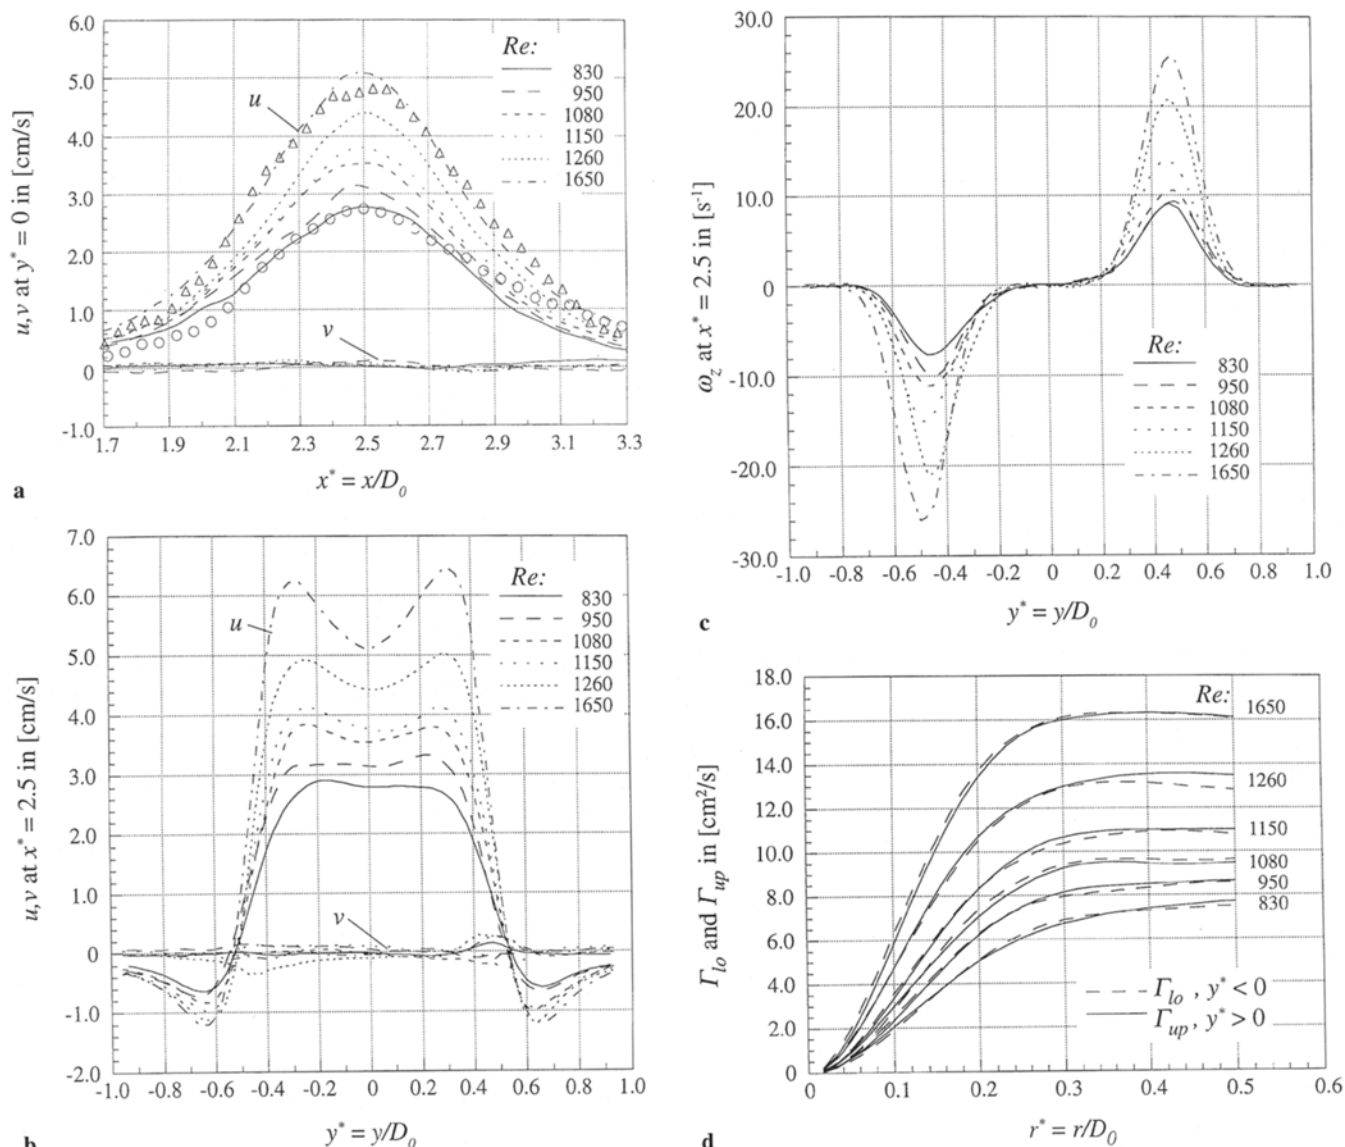 6.0
5.0
4.0
3.0
2.0
1.0
0
-1.0
u,v at y* = 0 in [cm/s]
1.7 1.9 2.1 2.3 2.5 2.7 2.9 3.1 3.3
x* = x/D₀
u
v
Re:
830
950
1080
1150
1260
1650
a
7.0
6.0
5.0
4.0
3.0
2.0
1.0
0
-1.0
-2.0
u,v at x* = 2.5 in [cm/s]
-1.0 -0.8 -0.6 -0.4 -0.2 0 0.2 0.4 0.6 0.8 1.0
y* = y/D₀
u
v
Re:
830
950
1080
1150
1260
1650
b
30.0
20.0
10.0
0
-10.0
-20.0
-30.0
ω_z at x* = 2.5 in [s⁻¹]
-1.0 -0.8 -0.6 -0.4 -0.2 0 0.2 0.4 0.6 0.8 1.0
y* = y/D₀
Re:
830
950
1080
1150
1260
1650
c
18.0
16.0
14.0
12.0
10.0
8.0
6.0
4.0
2.0
0
Γ_lo and Γ_up in [cm²/s]
0 0.1 0.2 0.3 0.4 0.5 0.6
r* = r/D₀
Re:
1650
1260
1150
1080
950
830
Γ_lo , y* < 0
Γ_up , y* > 0
d